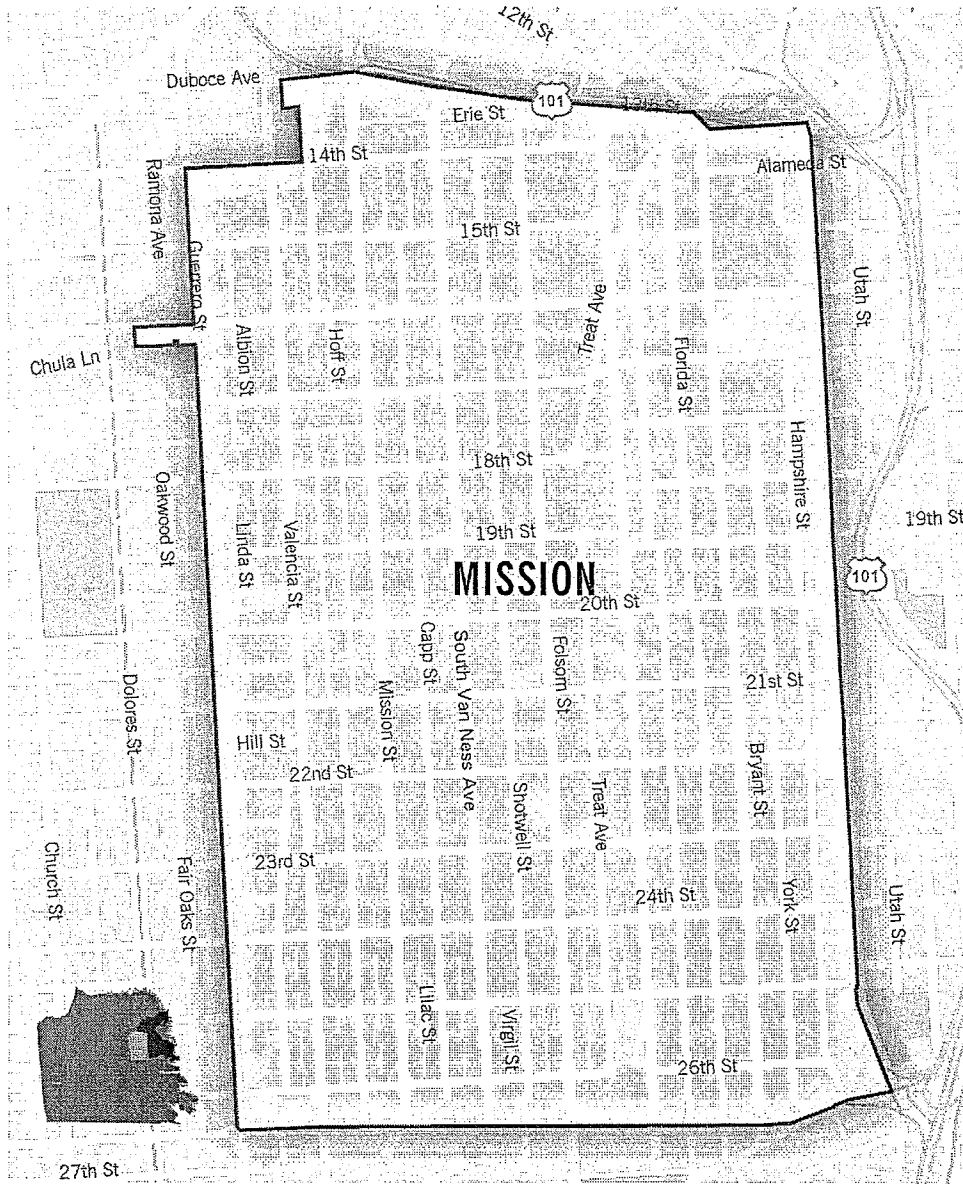 12th St
Duboce Ave
101
13th St
Erie St
14th St
Alameda St
Ramona Ave
15th St
Guerrero St
Utah St
Treat Ave
Albion St
Hoff St
Florida St
Chula Ln
Hampshire St
18th St
Oakwood St
19th St
19th St
Linda St
Valencia St
MISSION
101
20th St
Capp St
South Van Ness Ave
Folsom St
21st St
Dolores St
Mission St
Hill St
Bryant St
22nd St
Shotwell St
Treat Ave
23rd St
Church St
Fair Oaks St
24th St
York St
Utah St
Lilac St
Virgil St
26th St
27th St